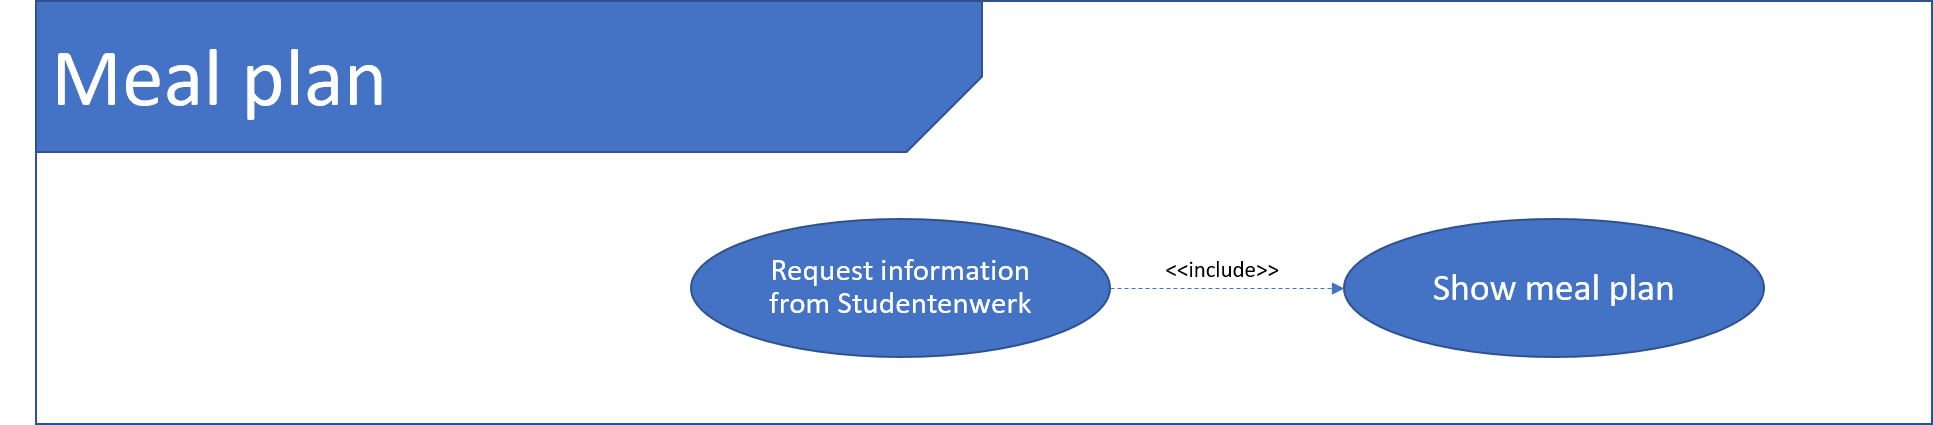 Meal plan
Request information
from Studentenwerk
<<include>>
Show meal plan